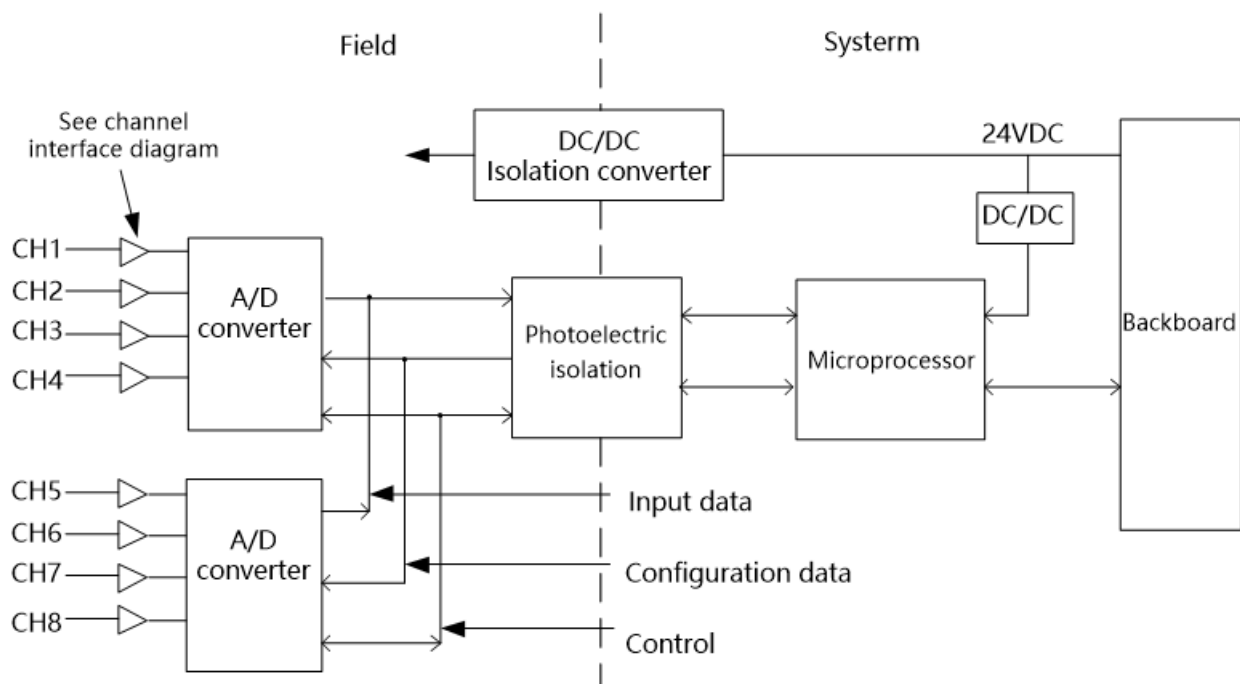 Field
Systerm
See channel
interface diagram
DC/DC
Isolation converter
24VDC
DC/DC
CH1
CH2
CH3
CH4
A/D
converter
Photoelectric
isolation
Microprocessor
Backboard
CH5
CH6
CH7
CH8
A/D
converter
Input data
Configuration data
Control